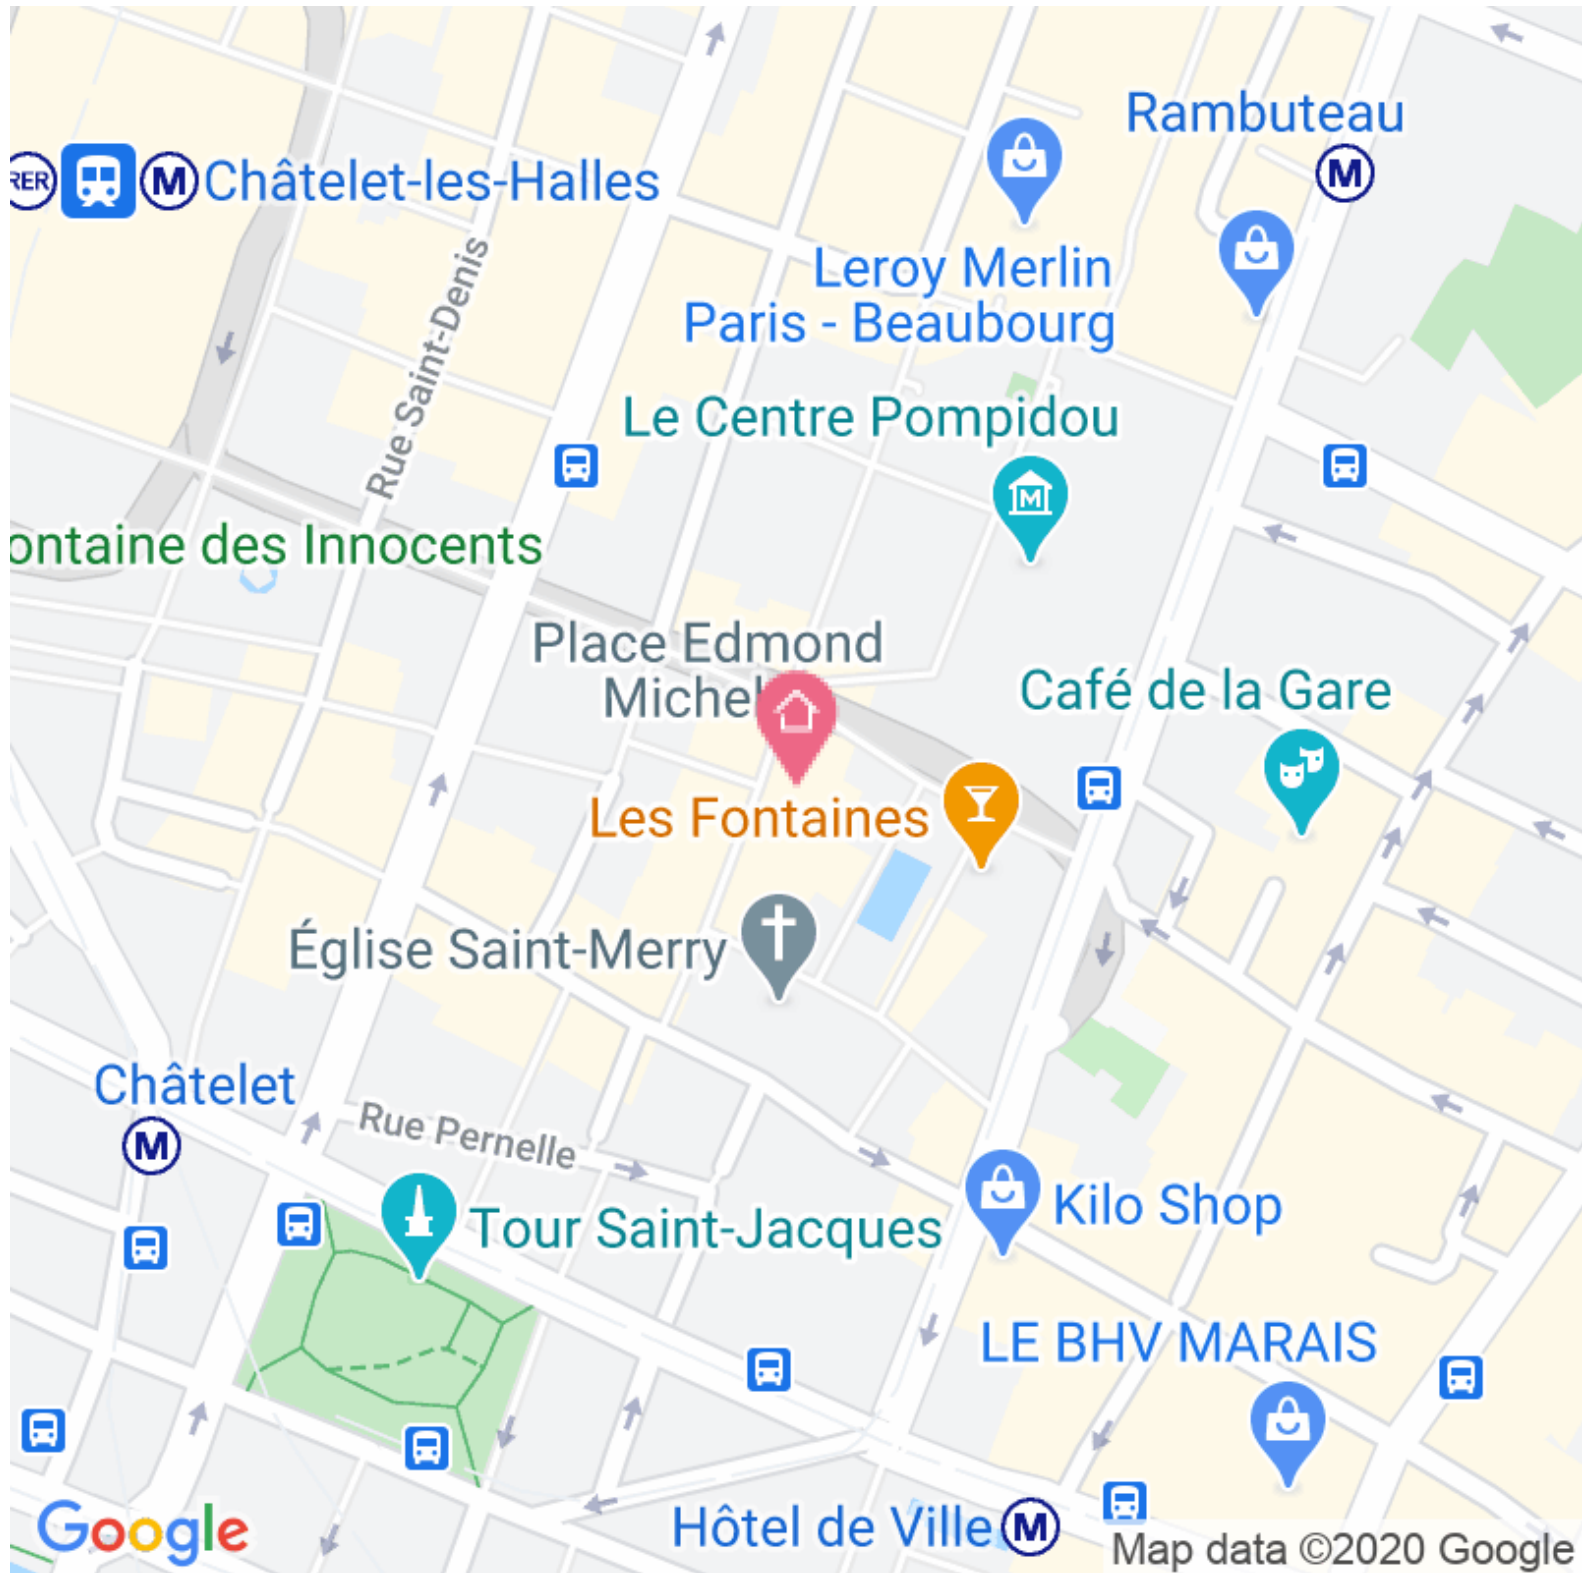 Rambuteau
M
RER
M
Châtelet-les-Halles
Leroy Merlin
Paris - Beaubourg
Rue Saint-Denis
Le Centre Pompidou
M
ontaine des Innocents
Place Edmond
Michel
Café de la Gare
Les Fontaines
Église Saint-Merry
Châtelet
M
Rue Pernelle
Kilo Shop
Tour Saint-Jacques
LE BHV MARAIS
Hôtel de Ville
M
Google
Map data ©2020 Google